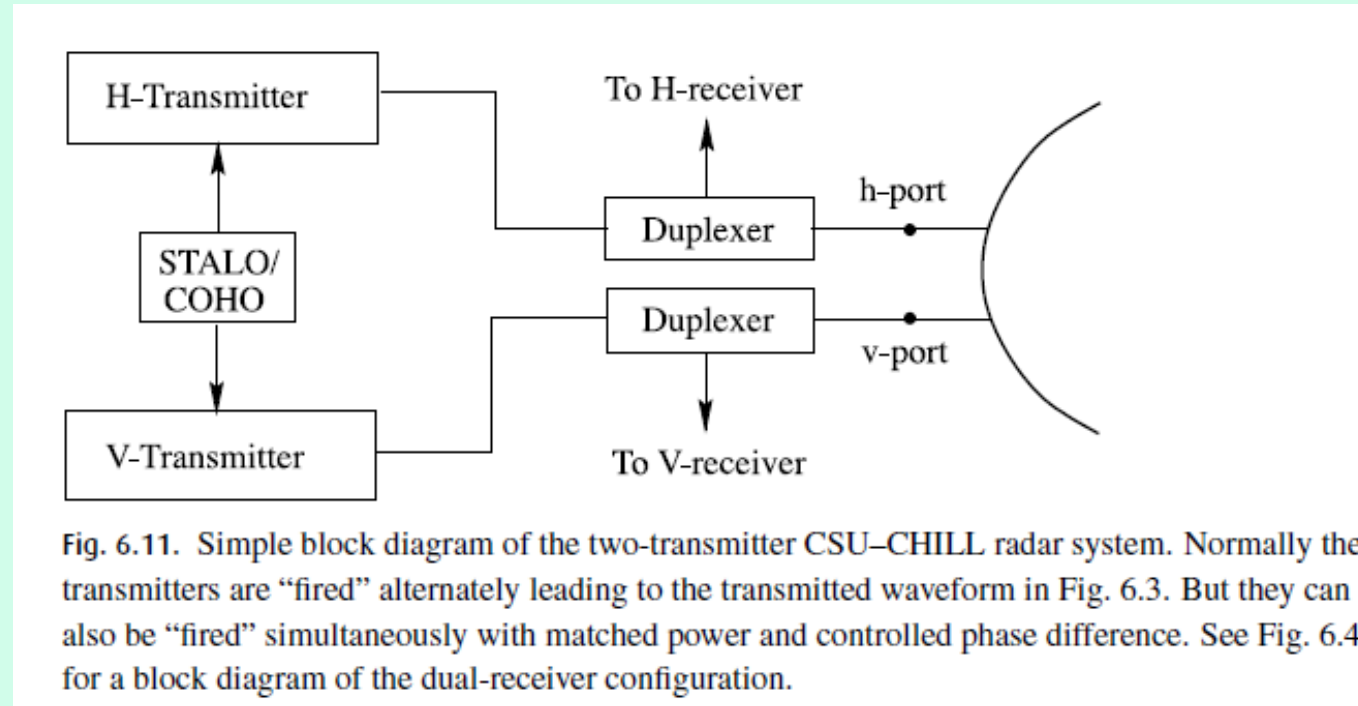 H-Transmitter
To H-receiver
h-port
Duplexer
STALO/
COHO
Duplexer
v-port
V-Transmitter
To V-receiver
Fig. 6.11. Simple block diagram of the two-transmitter CSU–CHILL radar system. Normally the
transmitters are “fired” alternately leading to the transmitted waveform in Fig. 6.3. But they can
also be “fired” simultaneously with matched power and controlled phase difference. See Fig. 6.4
for a block diagram of the dual-receiver configuration.